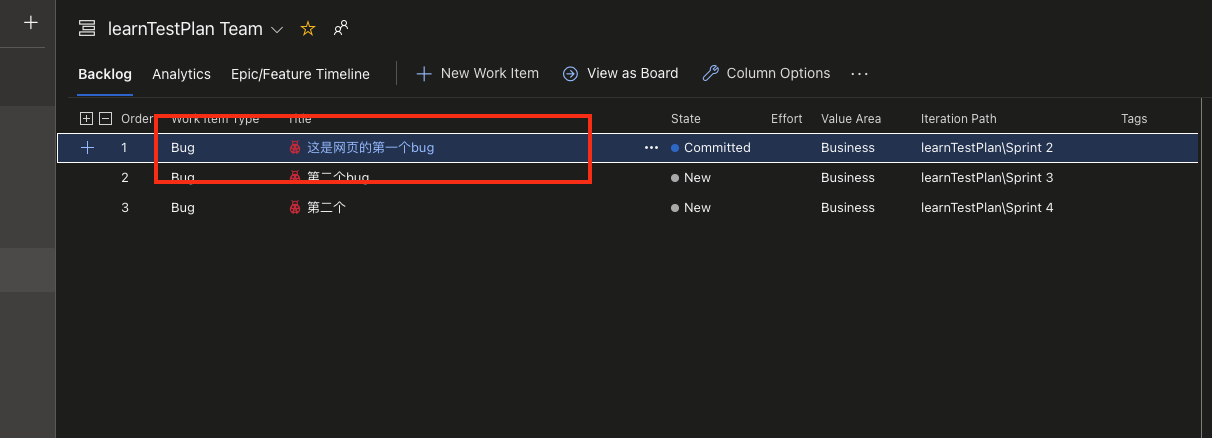 learnTestPlan Team
Backlog Analytics Epic/Feature Timeline New Work Item View as Board Column Options
Order Work Item Type Title State Effort Value Area Iteration Path Tags
1 Bug 这是网页的第一个bug Committed Business learnTestPlan\Sprint 2
2 Bug 第二个bug New Business learnTestPlan\Sprint 3
3 Bug 第二个 New Business learnTestPlan\Sprint 4